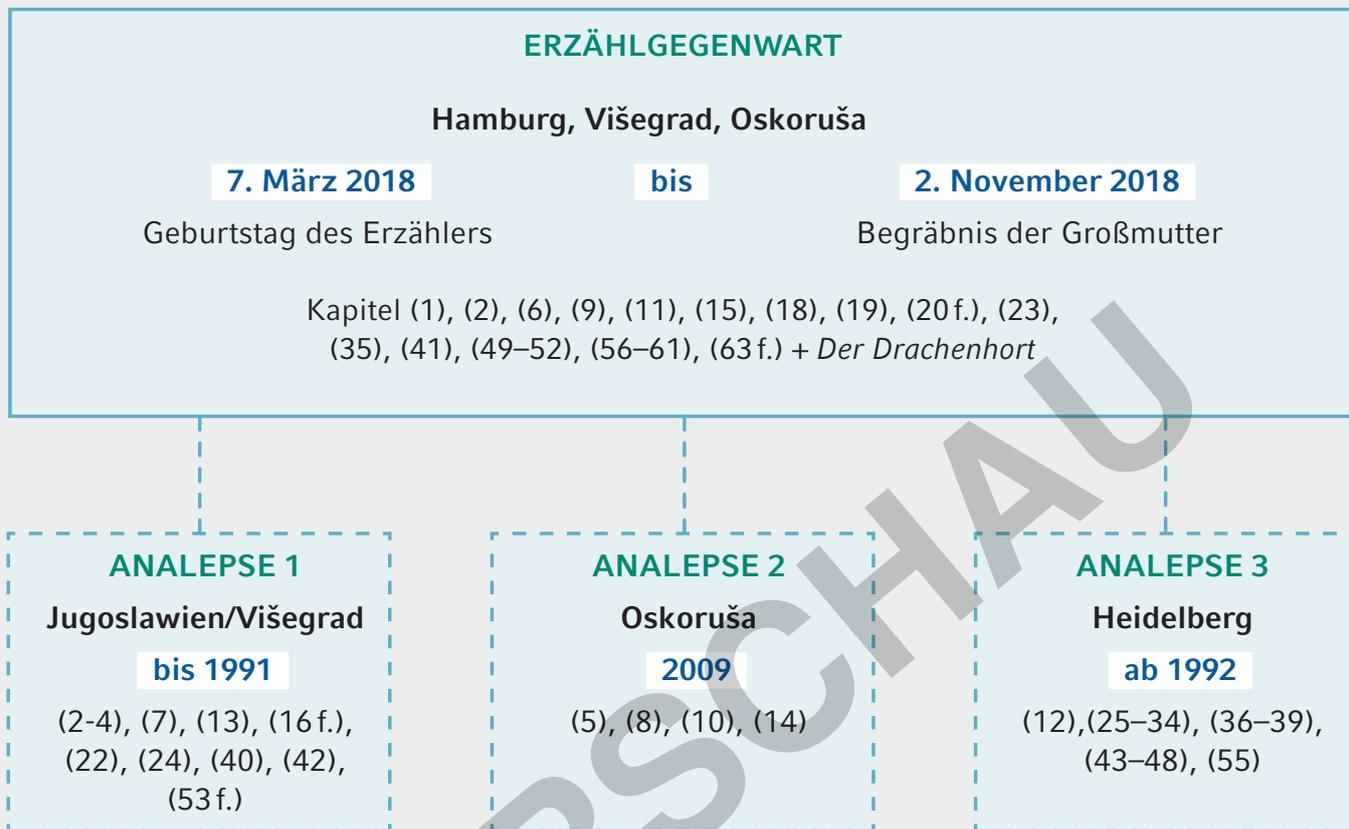 ERZÄHLGEGENWART
Hamburg, Višegrad, Oskoruša
7. März 2018 bis 2. November 2018
Geburtstag des Erzählers Begräbnis der Großmutter
Kapitel (1), (2), (6), (9), (11), (15), (18), (19), (20 f.), (23),
(35), (41), (49–52), (56–61), (63 f.) + Der Drachenhort
ANALEPSE 1
Jugoslawien/Višegrad
bis 1991
(2-4), (7), (13), (16 f.),
(22), (24), (40), (42),
(53 f.)
ANALEPSE 2
Oskoruša
2009
(5), (8), (10), (14)
ANALEPSE 3
Heidelberg
ab 1992
(12),(25–34), (36–39),
(43–48), (55)
RSCHAU